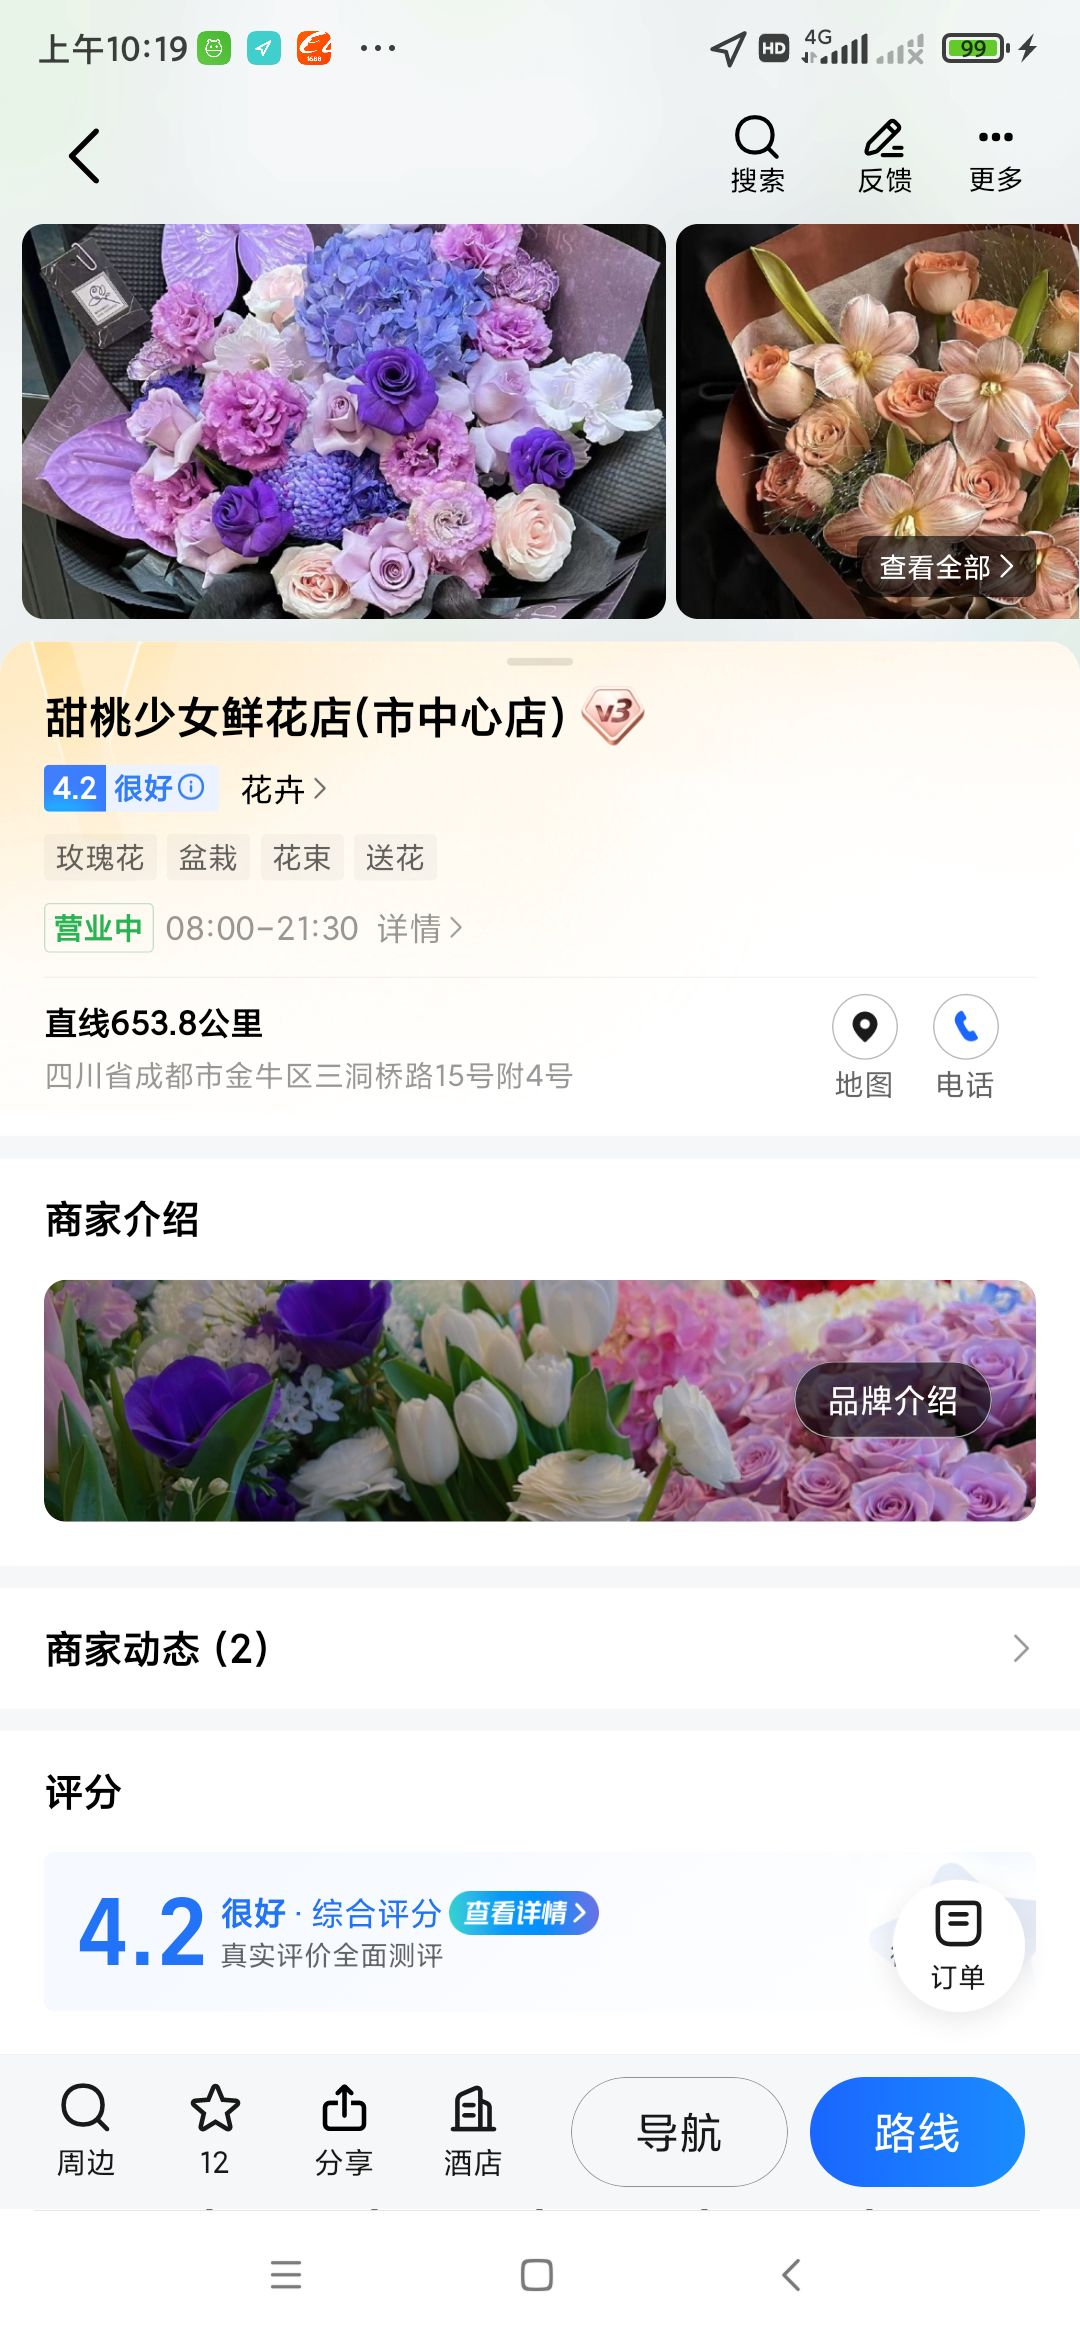 上午10:19
1688
HD
4G
99
搜索
反馈
更多
查看全部
甜桃少女鲜花店(市中心店)
v3
4.2 很好
花卉
玫瑰花
盆栽
花束
送花
营业中 08:00-21:30 详情
直线653.8公里
四川省成都市金牛区三洞桥路15号附4号
地图
电话
商家介绍
品牌介绍
商家动态 (2)
评分
4.2
很好·综合评分
查看详情
真实评价全面测评
订单
周边
12
分享
酒店
导航
路线